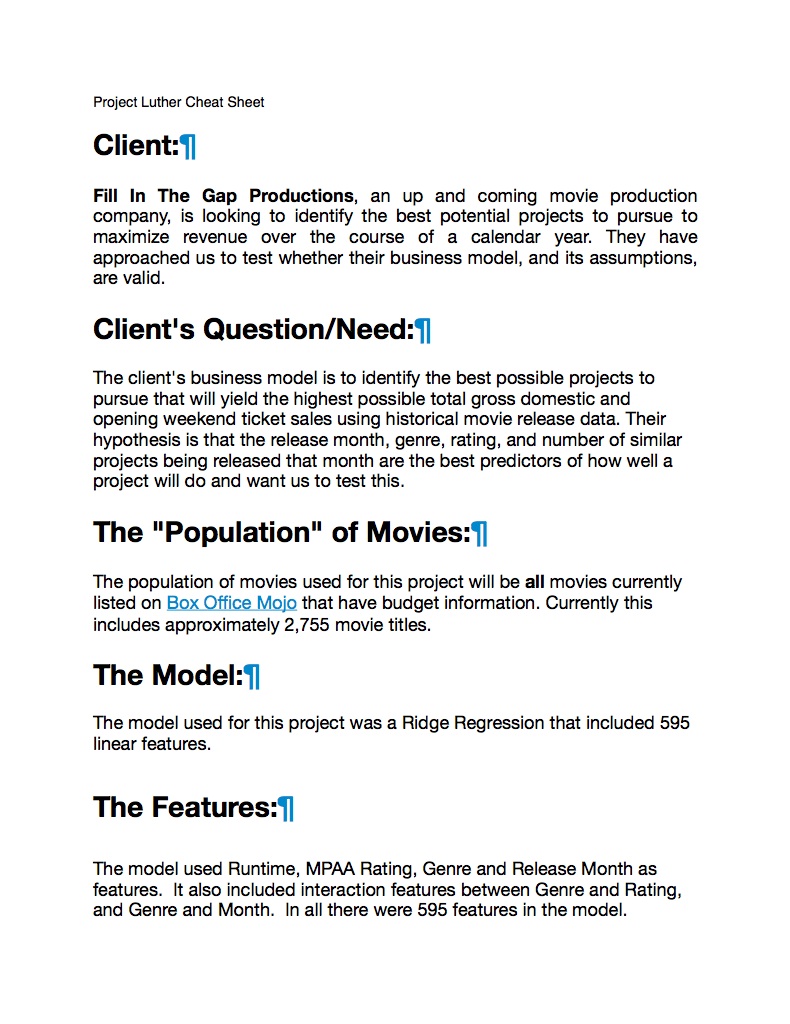 Project Luther Cheat Sheet
Client:¶
Fill In The Gap Productions, an up and coming movie production
company, is looking to identify the best potential projects to pursue to
maximize revenue over the course of a calendar year. They have
approached us to test whether their business model, and its assumptions,
are valid.
Client's Question/Need:¶
The client's business model is to identify the best possible projects to
pursue that will yield the highest possible total gross domestic and
opening weekend ticket sales using historical movie release data. Their
hypothesis is that the release month, genre, rating, and number of similar
projects being released that month are the best predictors of how well a
project will do and want us to test this.
The "Population" of Movies:¶
The population of movies used for this project will be all movies currently
listed on Box Office Mojo that have budget information. Currently this
includes approximately 2,755 movie titles.
The Model:¶
The model used for this project was a Ridge Regression that included 595
linear features.
The Features:¶
The model used Runtime, MPAA Rating, Genre and Release Month as
features.  It also included interaction features between Genre and Rating,
and Genre and Month.  In all there were 595 features in the model.